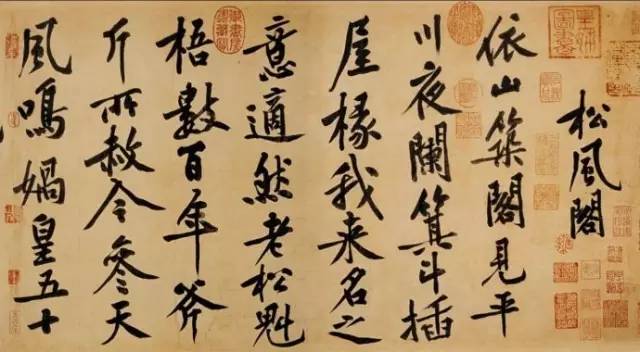 松風閣
依山築閣見平
川夜闌箕斗插
屋椽我来名之
意適然老松魁
梧數百年斧
斤所赦今參天
風鳴媧皇五十